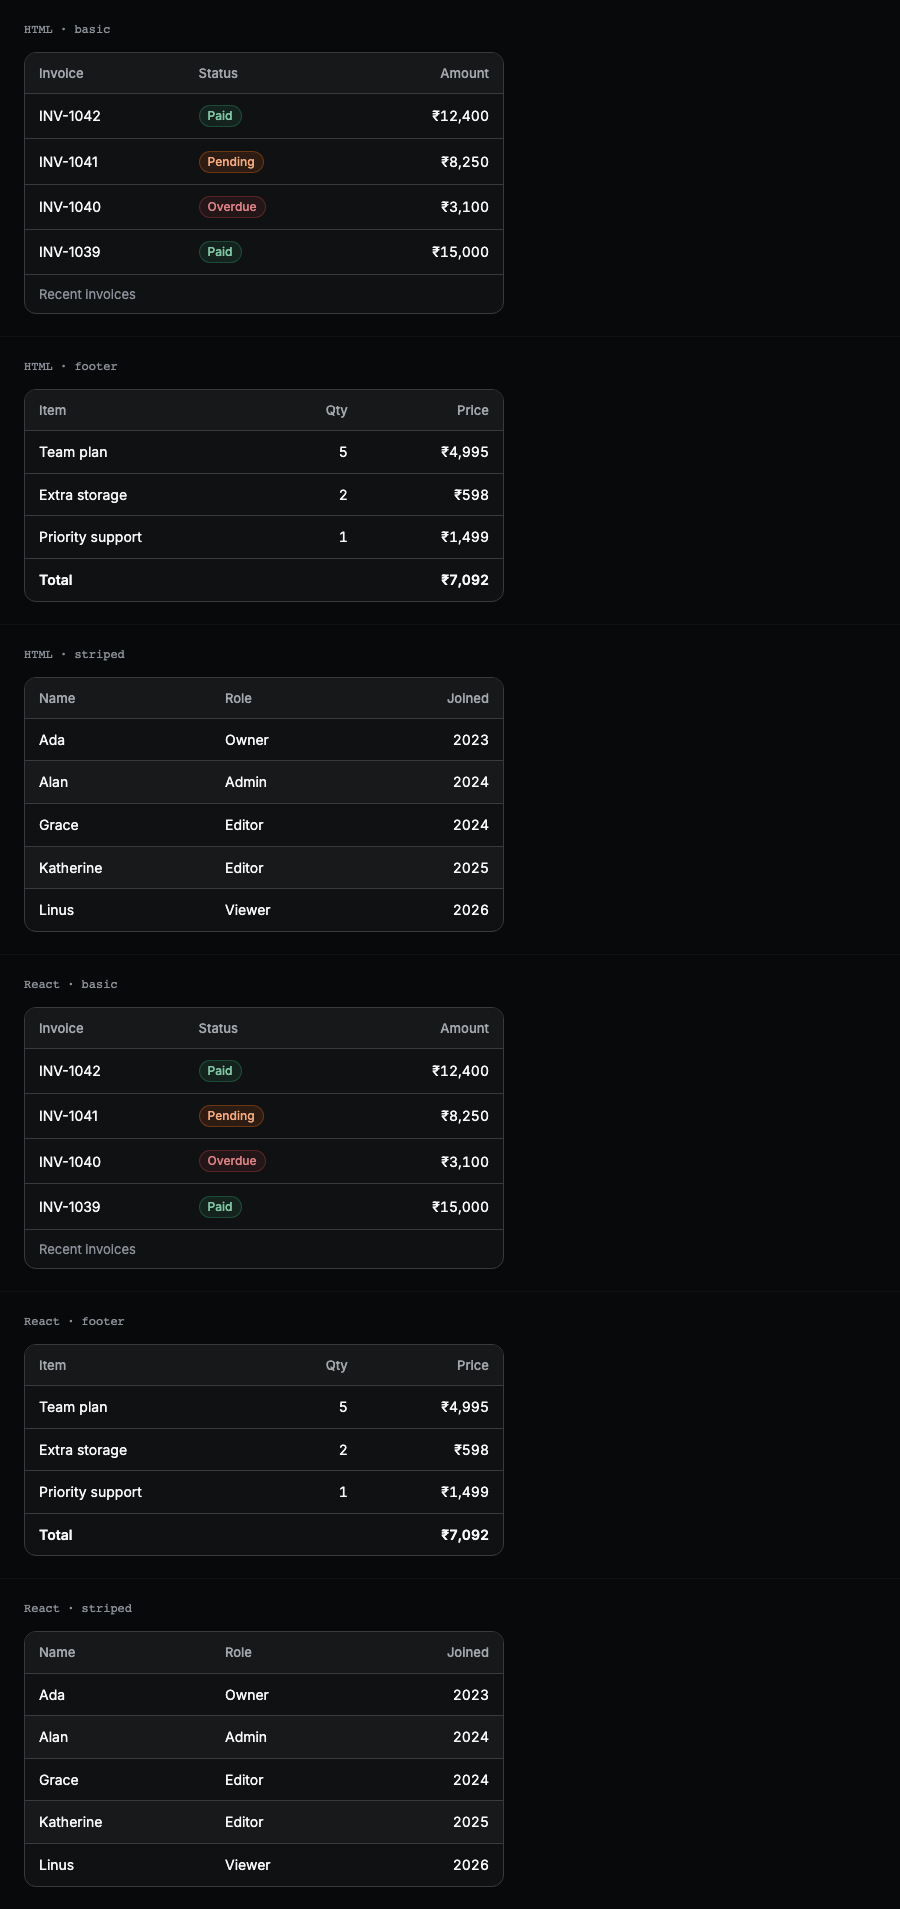 HTML · basic
Invoice Status Amount
INV-1042 Paid ₹12,400
INV-1041 Pending ₹8,250
INV-1040 Overdue ₹3,100
INV-1039 Paid ₹15,000
Recent invoices
HTML · footer
Item Qty Price
Team plan 5 ₹4,995
Extra storage 2 ₹598
Priority support 1 ₹1,499
Total ₹7,092
HTML · striped
Name Role Joined
Ada Owner 2023
Alan Admin 2024
Grace Editor 2024
Katherine Editor 2025
Linus Viewer 2026
React · basic
Invoice Status Amount
INV-1042 Paid ₹12,400
INV-1041 Pending ₹8,250
INV-1040 Overdue ₹3,100
INV-1039 Paid ₹15,000
Recent invoices
React · footer
Item Qty Price
Team plan 5 ₹4,995
Extra storage 2 ₹598
Priority support 1 ₹1,499
Total ₹7,092
React · striped
Name Role Joined
Ada Owner 2023
Alan Admin 2024
Grace Editor 2024
Katherine Editor 2025
Linus Viewer 2026